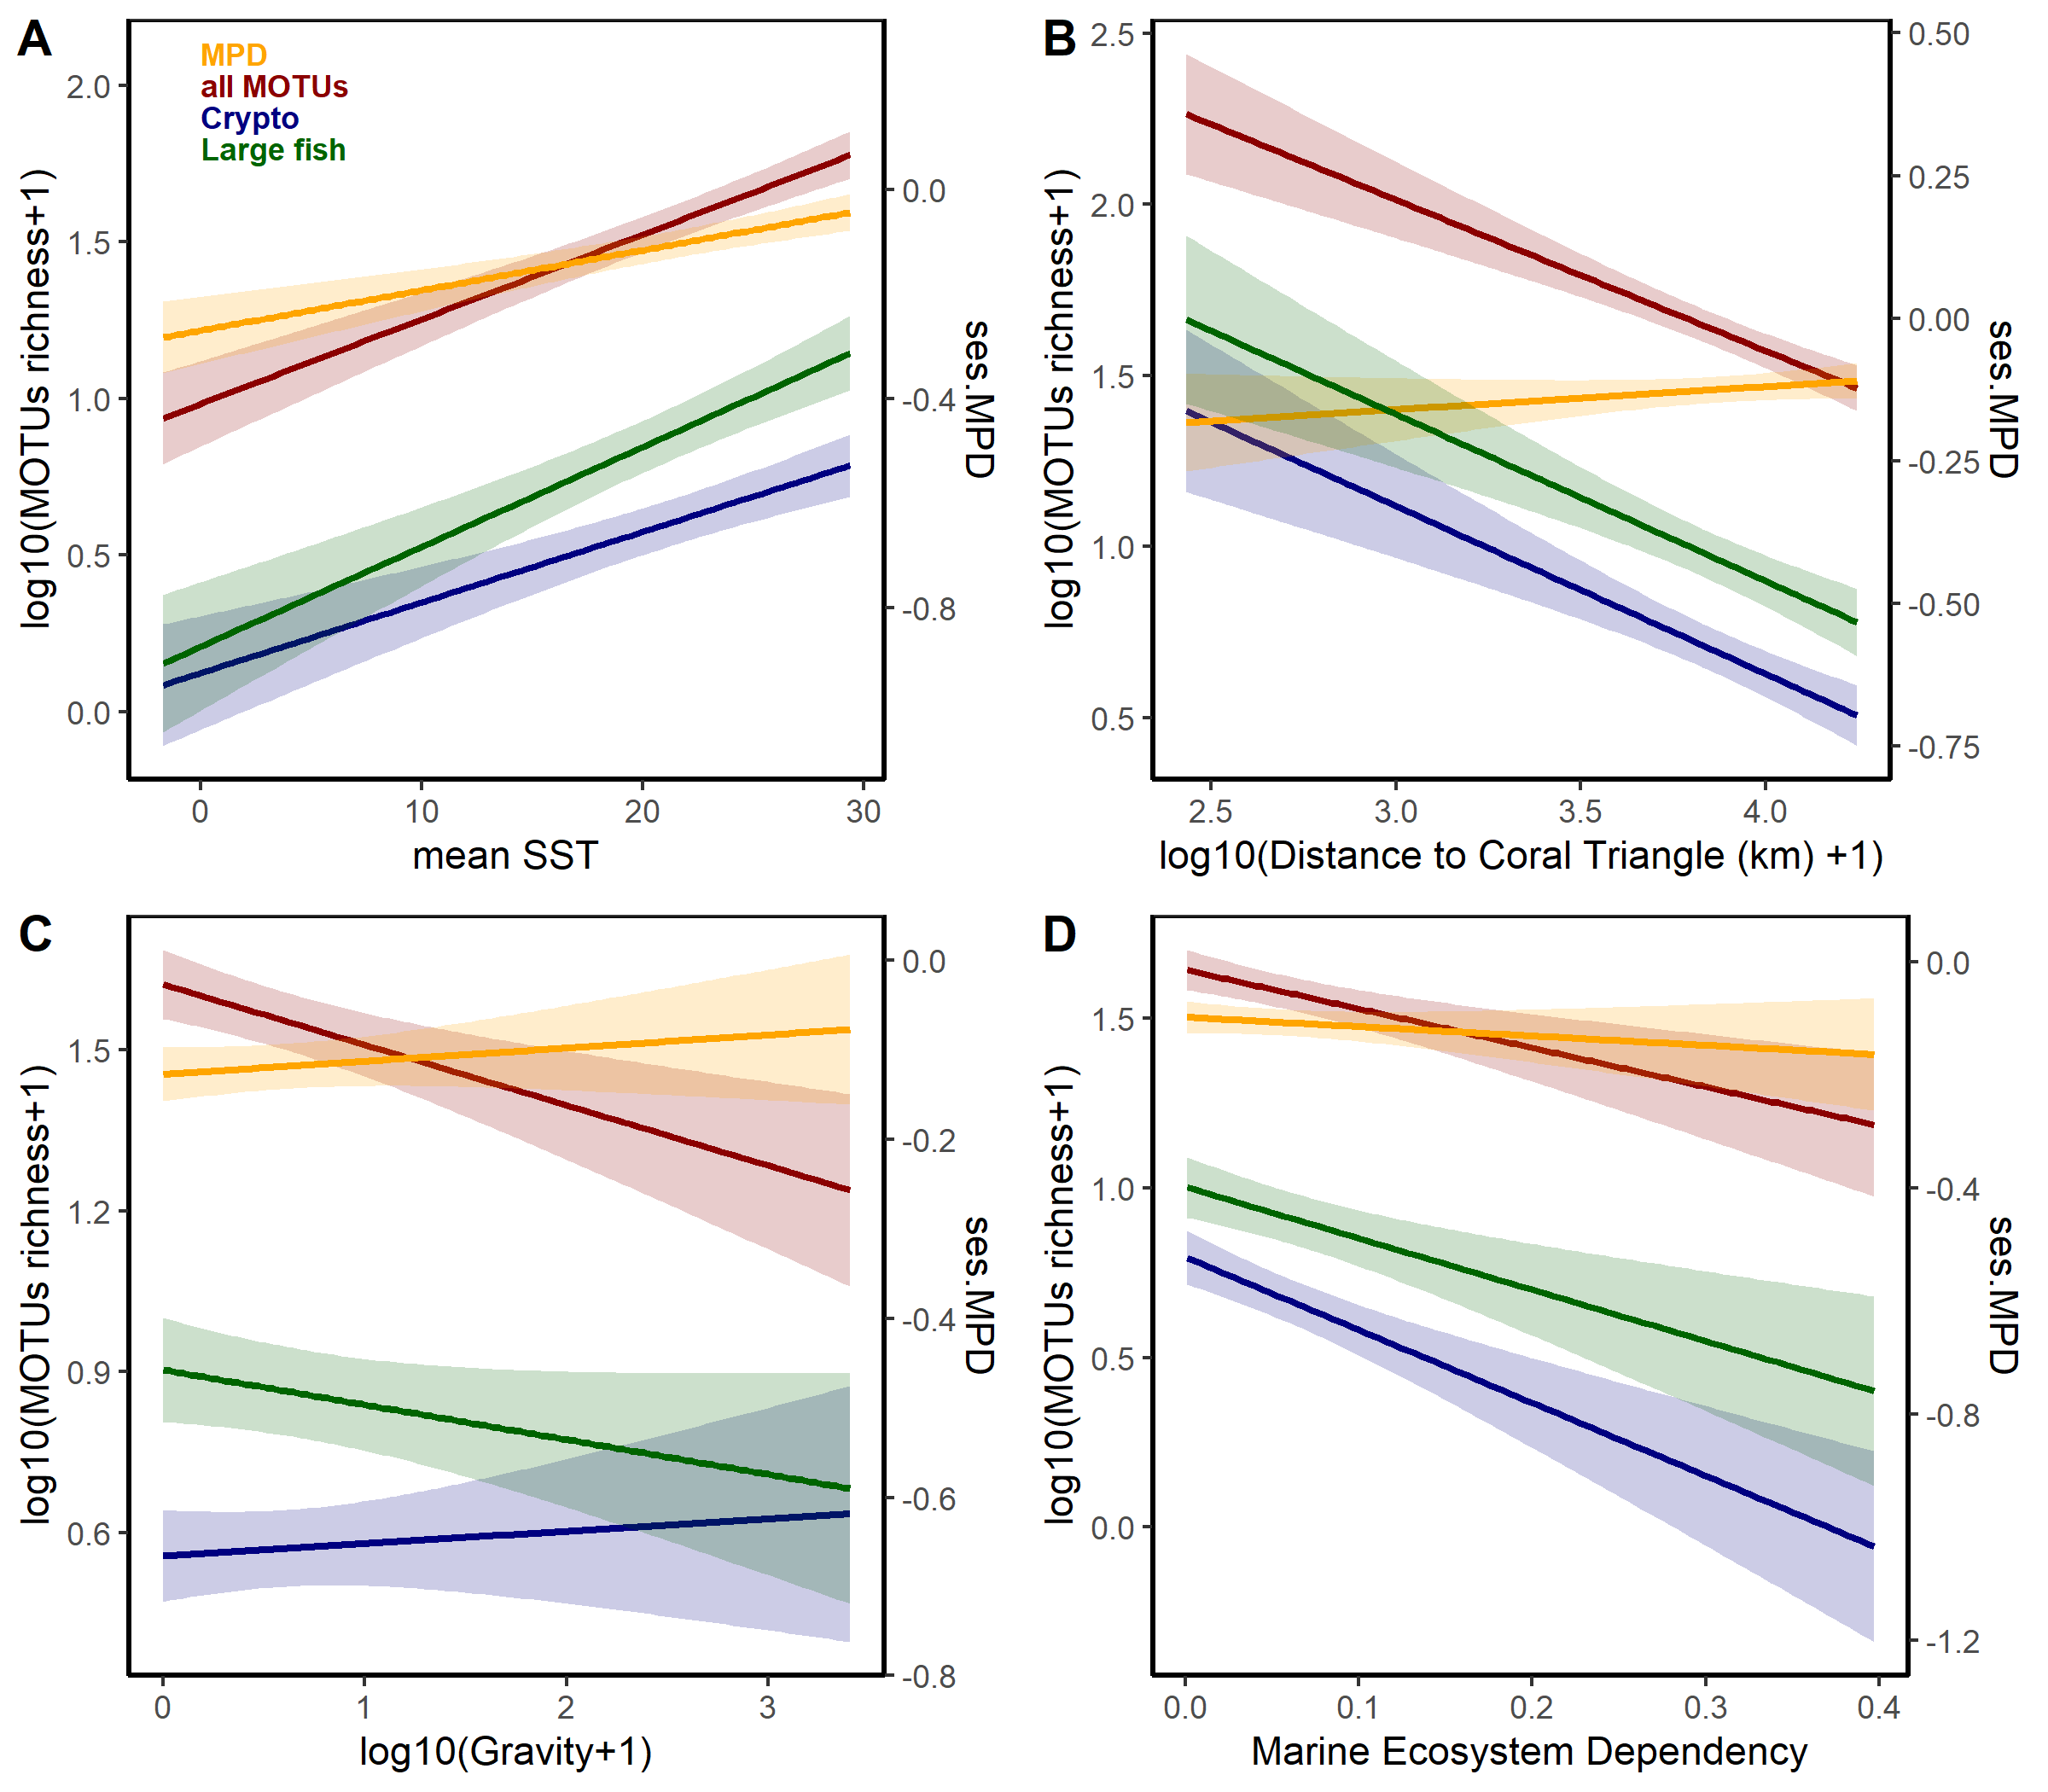 A
MPD
all MOTUs
Crypto
Large fish
2.0
1.5
1.0
0.5
0.0
log10(MOTUs richness+1)
0.0
-0.4
-0.8
ses.MPD
0
10
20
30
mean SST
B
2.5
2.0
1.5
1.0
0.5
log10(MOTUs richness+1)
0.50
0.25
0.00
-0.25
-0.50
-0.75
ses.MPD
2.5
3.0
3.5
4.0
log10(Distance to Coral Triangle (km) +1)
C
1.5
1.2
0.9
0.6
log10(MOTUs richness+1)
0.0
-0.2
-0.4
-0.6
-0.8
ses.MPD
0
1
2
3
log10(Gravity+1)
D
1.5
1.0
0.5
0.0
log10(MOTUs richness+1)
0.0
-0.4
-0.8
-1.2
ses.MPD
0.0
0.1
0.2
0.3
0.4
Marine Ecosystem Dependency